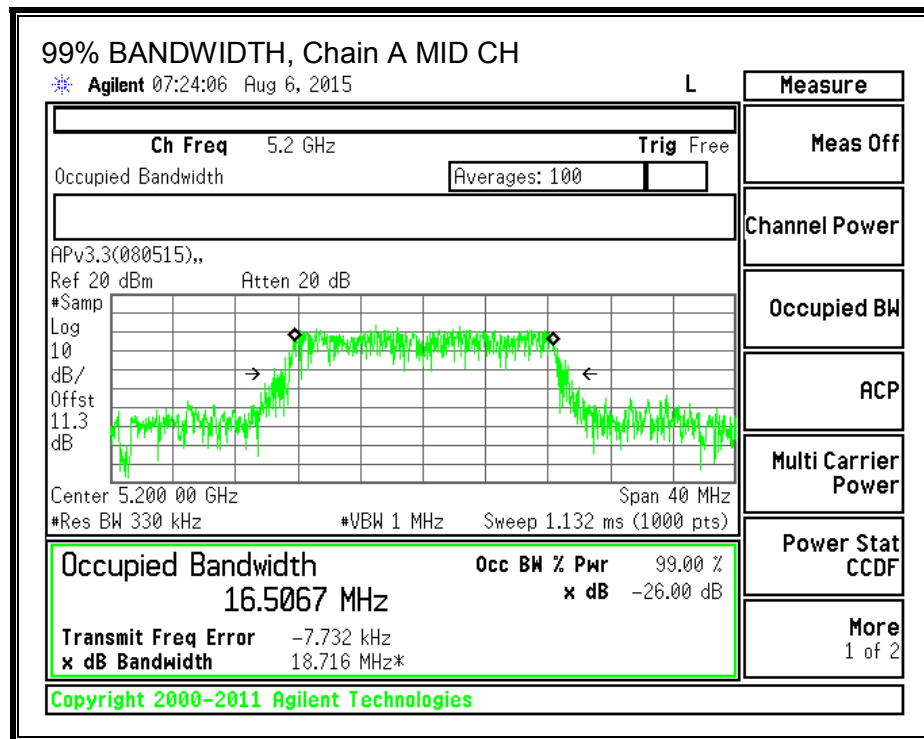 99% BANDWIDTH, Chain A MID CH
Agilent 07:24:06 Aug 6, 2015 L
Measure
Ch Freq 5.2 GHz Trig Free
Meas Off
Occupied Bandwidth Averages: 100
Channel Power
APv3.3(080515),,
Ref 20 dBm Atten 20 dB
#Samp
Log
10
dB/
Offst
11.3
dB
Occupied BW
ACP
Multi Carrier
Power
Center 5.200 00 GHz Span 40 MHz
#Res BW 330 kHz #VBW 1 MHz Sweep 1.132 ms (1000 pts)
Power Stat
CCDF
Occupied Bandwidth Occ BW % Pwr 99.00 %
16.5067 MHz x dB -26.00 dB
Transmit Freq Error -7.732 kHz
x dB Bandwidth 18.716 MHz*
More
1 of 2
Copyright 2000-2011 Agilent Technologies